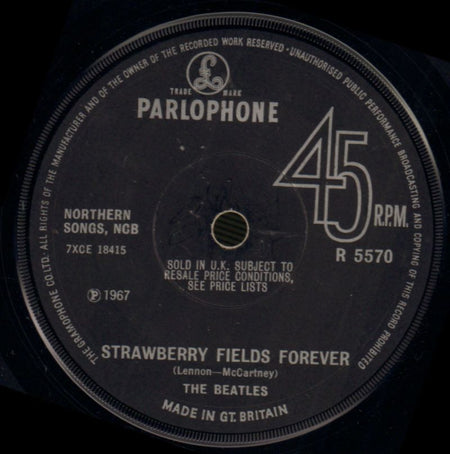 THE GRAMOPHONE CO. LTD. ALL RIGHTS OF THE MANUFACTURER AND OF THE OWNER OF THE RECORDED WORK RESERVED · UNAUTHORISED PUBLIC PERFORMANCE BROADCASTING AND COPYING OF THIS RECORD PROHIBITED
£
TRADE MARK
PARLOPHONE
45
R.P.M.
NORTHERN
SONGS, NCB
7XCE 18415
R 5570
SOLD IN U.K. SUBJECT TO
RESALE PRICE CONDITIONS,
SEE PRICE LISTS
℗ 1967
STRAWBERRY FIELDS FOREVER
(Lennon—McCartney)
THE BEATLES
MADE IN GT. BRITAIN